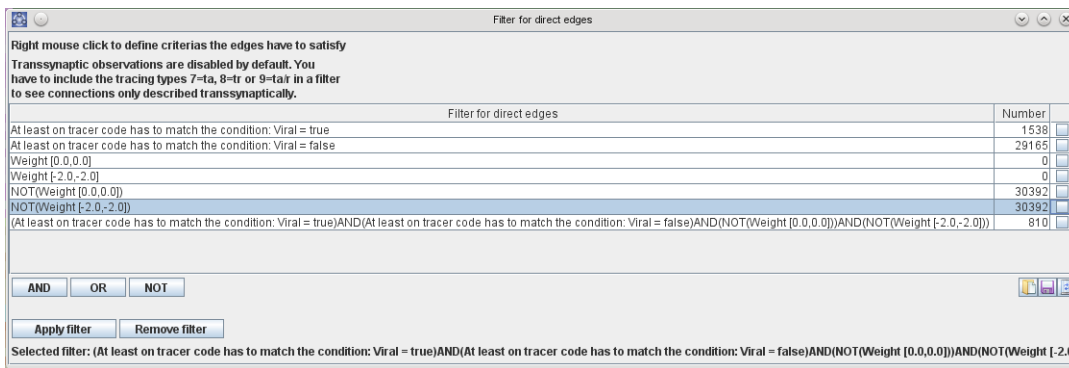 Filter for direct edges
Right mouse click to define criterias the edges have to satisfy
Transsynaptic observations are disabled by default. You
have to include the tracing types 7=ta, 8=tr or 9=ta/r in a filter
to see connections only described transsynaptically.
Filter for direct edges Number
At least on tracer code has to match the condition: Viral = true 1538
At least on tracer code has to match the condition: Viral = false 29165
Weight [0.0,0.0] 0
Weight [-2.0,-2.0] 0
NOT(Weight [0.0,0.0]) 30392
NOT(Weight [-2.0,-2.0]) 30392
(At least on tracer code has to match the condition: Viral = true)AND(At least on tracer code has to match the condition: Viral = false)AND(NOT(Weight [0.0,0.0]))AND(NOT(Weight [-2.0,-2.0])) 810
AND OR NOT
Apply filter Remove filter
Selected filter: (At least on tracer code has to match the condition: Viral = true)AND(At least on tracer code has to match the condition: Viral = false)AND(NOT(Weight [0.0,0.0]))AND(NOT(Weight [-2.0